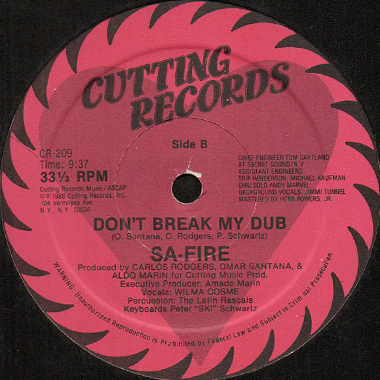 CUTTING
RECORDS
Side B
CR-209
Time: 9:37
33⅓ RPM
Cutting Records Music/ASCAP
©℗ 1986 Cutting Records Inc.
104 Vermilyea Ave.
N.Y., N.Y. 10034
CHIEF ENGINEER TOM GARTLAND
AT SECRET SOUND/N.Y.
ASSISTANT ENGINEERS
TRIP HENDERSON, MICHAEL KAUFMAN
EMU SOLO ANDY MARVEL
BACKGROUND VOCALS: JIMMI TUNNEL
MASTERED BY HERB POWERS, JR.
DON'T BREAK MY DUB
(O. Santana, C. Rodgers, P. Schwartz)
SA-FIRE
Produced by CARLOS RODGERS, OMAR SANTANA, &
ALDO MARIN for Cutting Music Prod.
Executive Producer: Amado Marin
Vocals: WILMA COSME
Percussion: The Latin Rascals
Keyboards Peter "SKI" Schwartz
WARNING: Unauthorized Reproduction is Prohibited by Federal Law and Subject to Criminal Prosecution